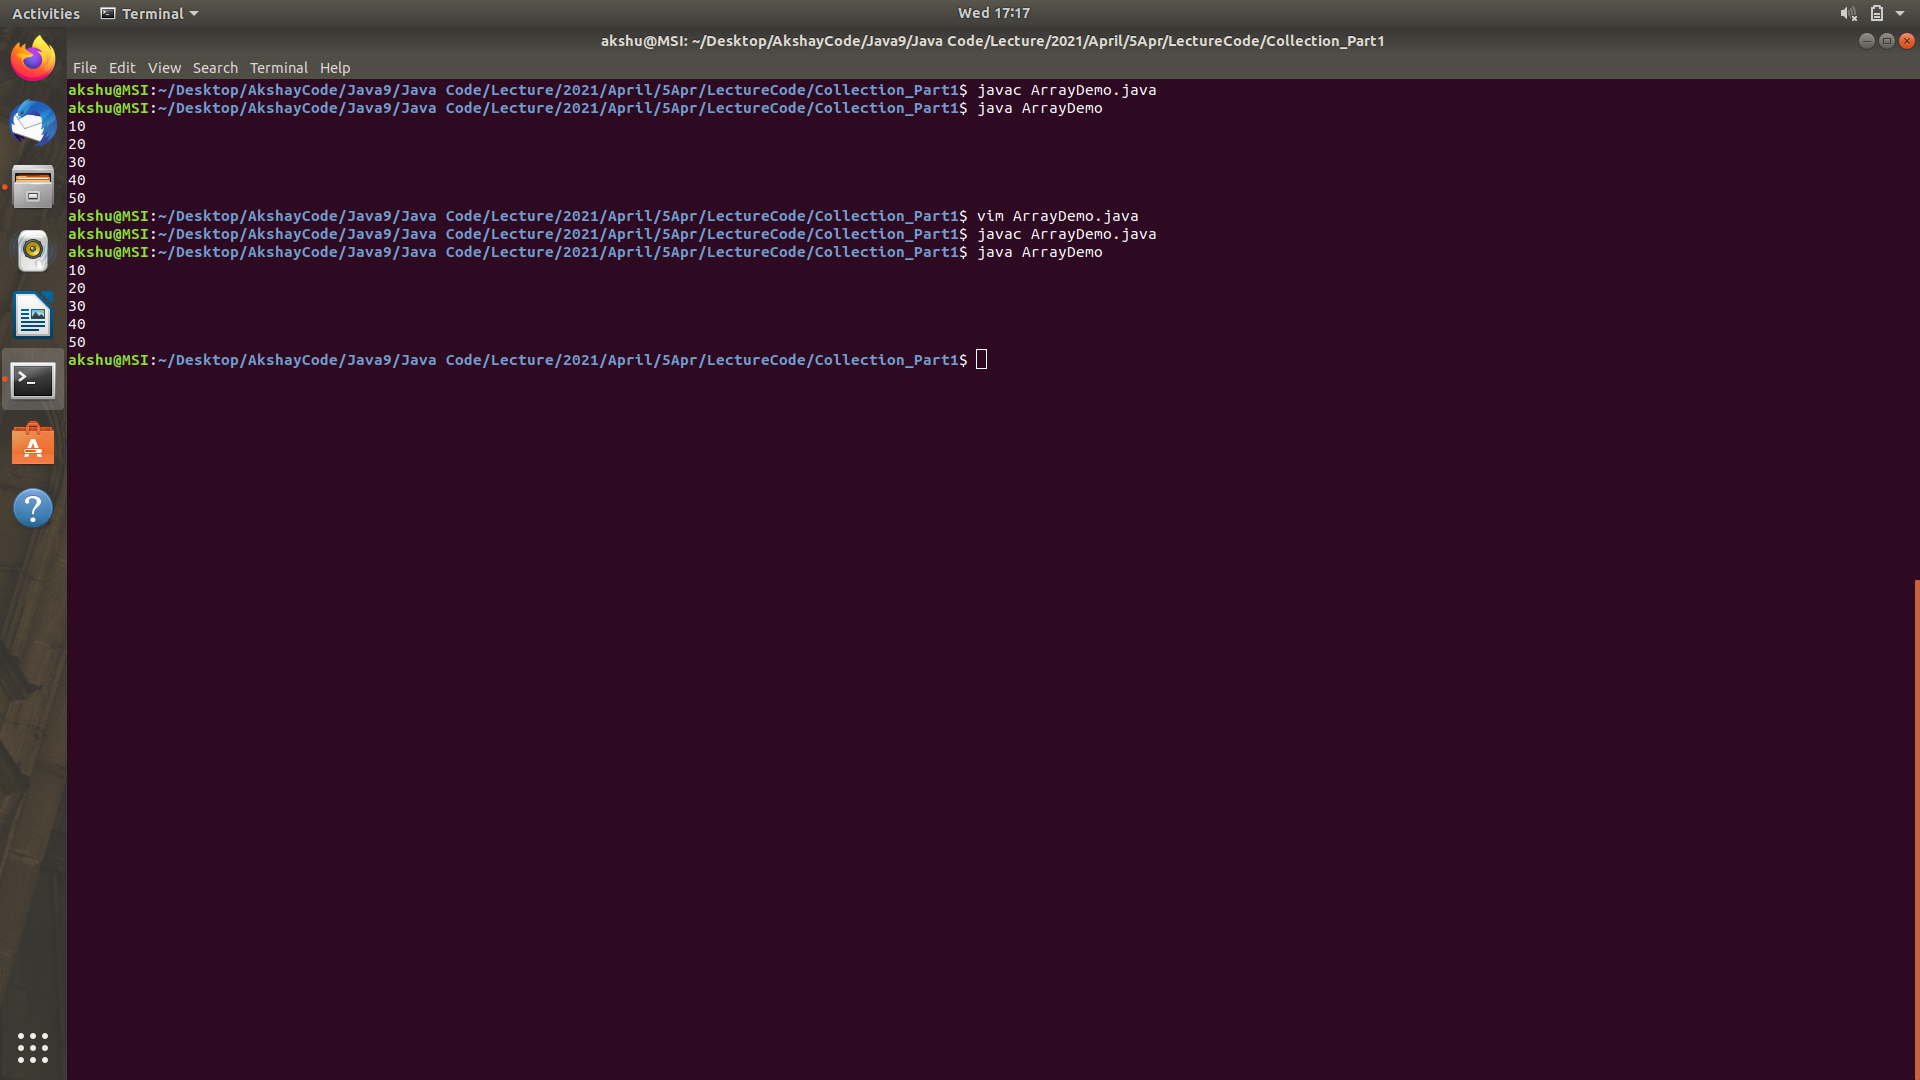 Activities Terminal Wed 17:17
akshu@MSI: ~/Desktop/AkshayCode/Java9/Java Code/Lecture/2021/April/5Apr/LectureCode/Collection_Part1
File Edit View Search Terminal Help
akshu@MSI:~/Desktop/AkshayCode/Java9/Java Code/Lecture/2021/April/5Apr/LectureCode/Collection_Part1$ javac ArrayDemo.java
akshu@MSI:~/Desktop/AkshayCode/Java9/Java Code/Lecture/2021/April/5Apr/LectureCode/Collection_Part1$ java ArrayDemo
10
20
30
40
50
akshu@MSI:~/Desktop/AkshayCode/Java9/Java Code/Lecture/2021/April/5Apr/LectureCode/Collection_Part1$ vim ArrayDemo.java
akshu@MSI:~/Desktop/AkshayCode/Java9/Java Code/Lecture/2021/April/5Apr/LectureCode/Collection_Part1$ javac ArrayDemo.java
akshu@MSI:~/Desktop/AkshayCode/Java9/Java Code/Lecture/2021/April/5Apr/LectureCode/Collection_Part1$ java ArrayDemo
10
20
30
40
50
akshu@MSI:~/Desktop/AkshayCode/Java9/Java Code/Lecture/2021/April/5Apr/LectureCode/Collection_Part1$